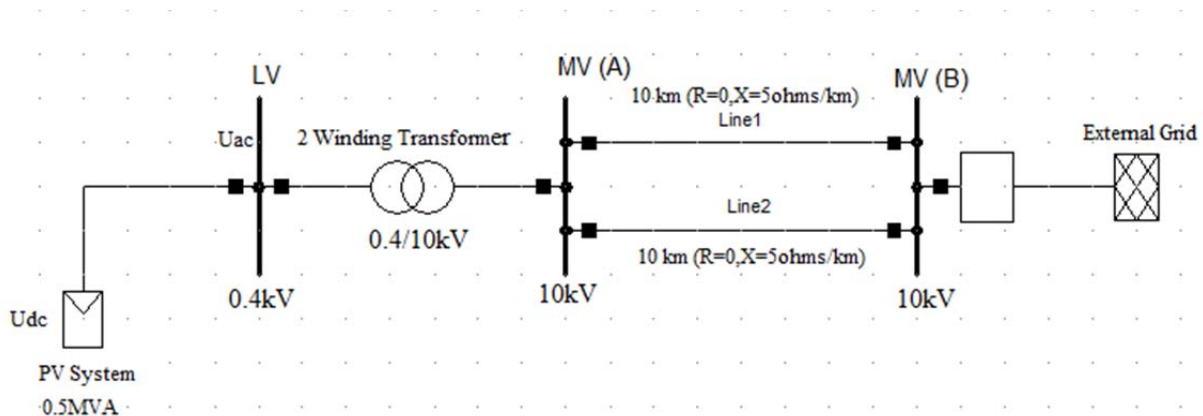 LV
MV (A)
10 km (R=0,X=5ohms/km)
Line1
MV (B)
External Grid
Uac
2 Winding Transformer
0.4/10kV
Line2
10 km (R=0,X=5ohms/km)
0.4kV
10kV
10kV
Udc
PV System
0.5MVA